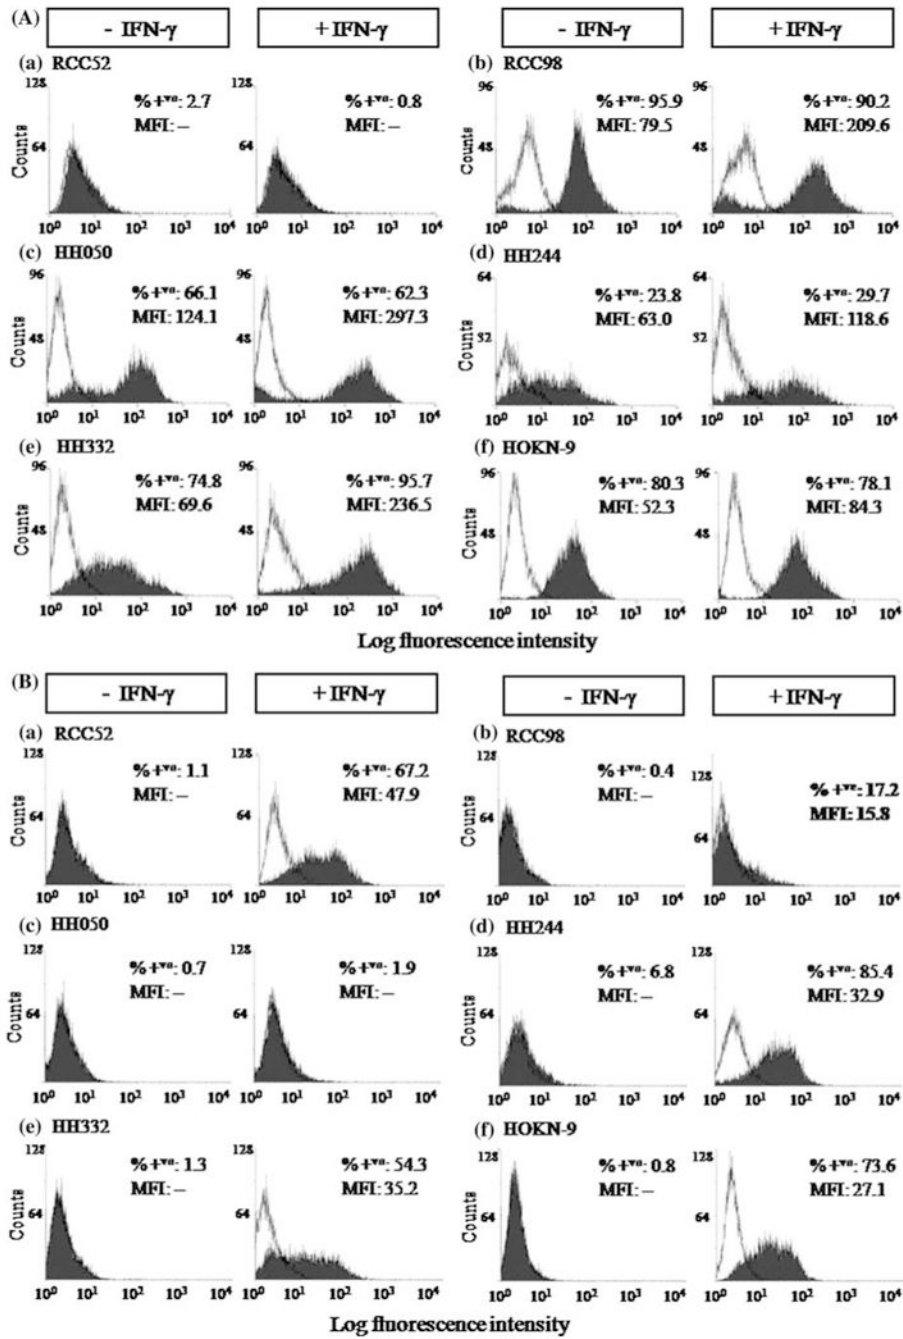 (A)
- IFN-γ
+ IFN-γ
- IFN-γ
+ IFN-γ
(a) RCC52
128
64
10⁰ 10¹ 10² 10³ 10⁴
Counts
%+ᵛᵉ: 2.7
MFI: –
128
64
10⁰ 10¹ 10² 10³ 10⁴
%+ᵛᵉ: 0.8
MFI: –
(b) RCC98
96
48
10⁰ 10¹ 10² 10³ 10⁴
Counts
%+ᵛᵉ: 95.9
MFI: 79.5
96
48
10⁰ 10¹ 10² 10³ 10⁴
%+ᵛᵉ: 90.2
MFI: 209.6
(c) HH050
96
48
10⁰ 10¹ 10² 10³ 10⁴
Counts
%+ᵛᵉ: 66.1
MFI: 124.1
96
48
10⁰ 10¹ 10² 10³ 10⁴
%+ᵛᵉ: 62.3
MFI: 297.3
(d) HH244
64
32
10⁰ 10¹ 10² 10³ 10⁴
Counts
%+ᵛᵉ: 23.8
MFI: 63.0
64
32
10⁰ 10¹ 10² 10³ 10⁴
%+ᵛᵉ: 29.7
MFI: 118.6
(e) HH332
96
48
10⁰ 10¹ 10² 10³ 10⁴
Counts
%+ᵛᵉ: 74.8
MFI: 69.6
96
48
10⁰ 10¹ 10² 10³ 10⁴
%+ᵛᵉ: 95.7
MFI: 236.5
(f) HOKN-9
96
48
10⁰ 10¹ 10² 10³ 10⁴
Counts
%+ᵛᵉ: 80.3
MFI: 52.3
96
48
10⁰ 10¹ 10² 10³ 10⁴
%+ᵛᵉ: 78.1
MFI: 84.3
Log fluorescence intensity
(B)
- IFN-γ
+ IFN-γ
- IFN-γ
+ IFN-γ
(a) RCC52
128
64
10⁰ 10¹ 10² 10³ 10⁴
Counts
%+ᵛᵉ: 1.1
MFI: –
128
64
10⁰ 10¹ 10² 10³ 10⁴
%+ᵛᵉ: 67.2
MFI: 47.9
(b) RCC98
128
64
10⁰ 10¹ 10² 10³ 10⁴
Counts
%+ᵛᵉ: 0.4
MFI: –
128
64
10⁰ 10¹ 10² 10³ 10⁴
%+ᵛᵉ: 17.2
MFI: 15.8
(c) HH050
128
64
10⁰ 10¹ 10² 10³ 10⁴
Counts
%+ᵛᵉ: 0.7
MFI: –
128
64
10⁰ 10¹ 10² 10³ 10⁴
%+ᵛᵉ: 1.9
MFI: –
(d) HH244
128
64
10⁰ 10¹ 10² 10³ 10⁴
Counts
%+ᵛᵉ: 6.8
MFI: –
128
64
10⁰ 10¹ 10² 10³ 10⁴
%+ᵛᵉ: 85.4
MFI: 32.9
(e) HH332
128
64
10⁰ 10¹ 10² 10³ 10⁴
Counts
%+ᵛᵉ: 1.3
MFI: –
128
64
10⁰ 10¹ 10² 10³ 10⁴
%+ᵛᵉ: 54.3
MFI: 35.2
(f) HOKN-9
128
64
10⁰ 10¹ 10² 10³ 10⁴
Counts
%+ᵛᵉ: 0.8
MFI: –
128
64
10⁰ 10¹ 10² 10³ 10⁴
%+ᵛᵉ: 73.6
MFI: 27.1
Log fluorescence intensity